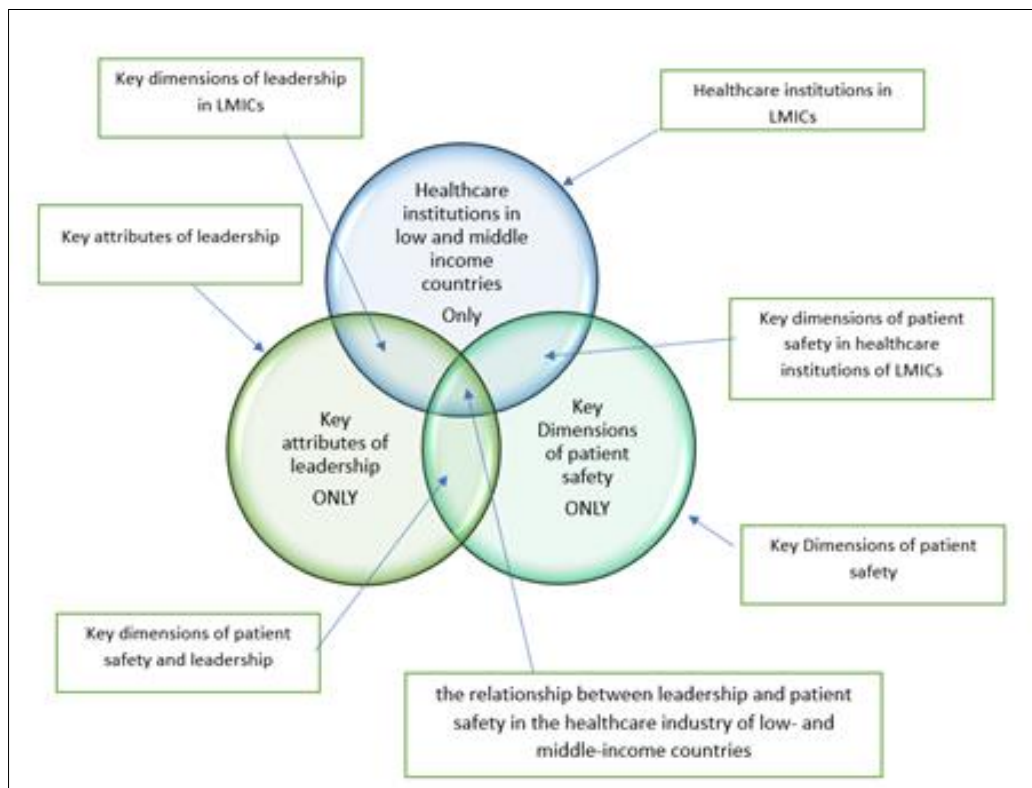 Key dimensions of leadership
in LMICs
Healthcare institutions in
LMICs
Healthcare
institutions in
low and middle
income
countries
Only
Key attributes of leadership
Key dimensions of patient
safety in healthcare
institutions of LMICs
Key
attributes of
leadership
ONLY
Key
Dimensions
of patient
safety
ONLY
Key Dimensions of patient
safety
Key dimensions of patient
safety and leadership
the relationship between leadership and patient
safety in the healthcare industry of low- and
middle-income countries